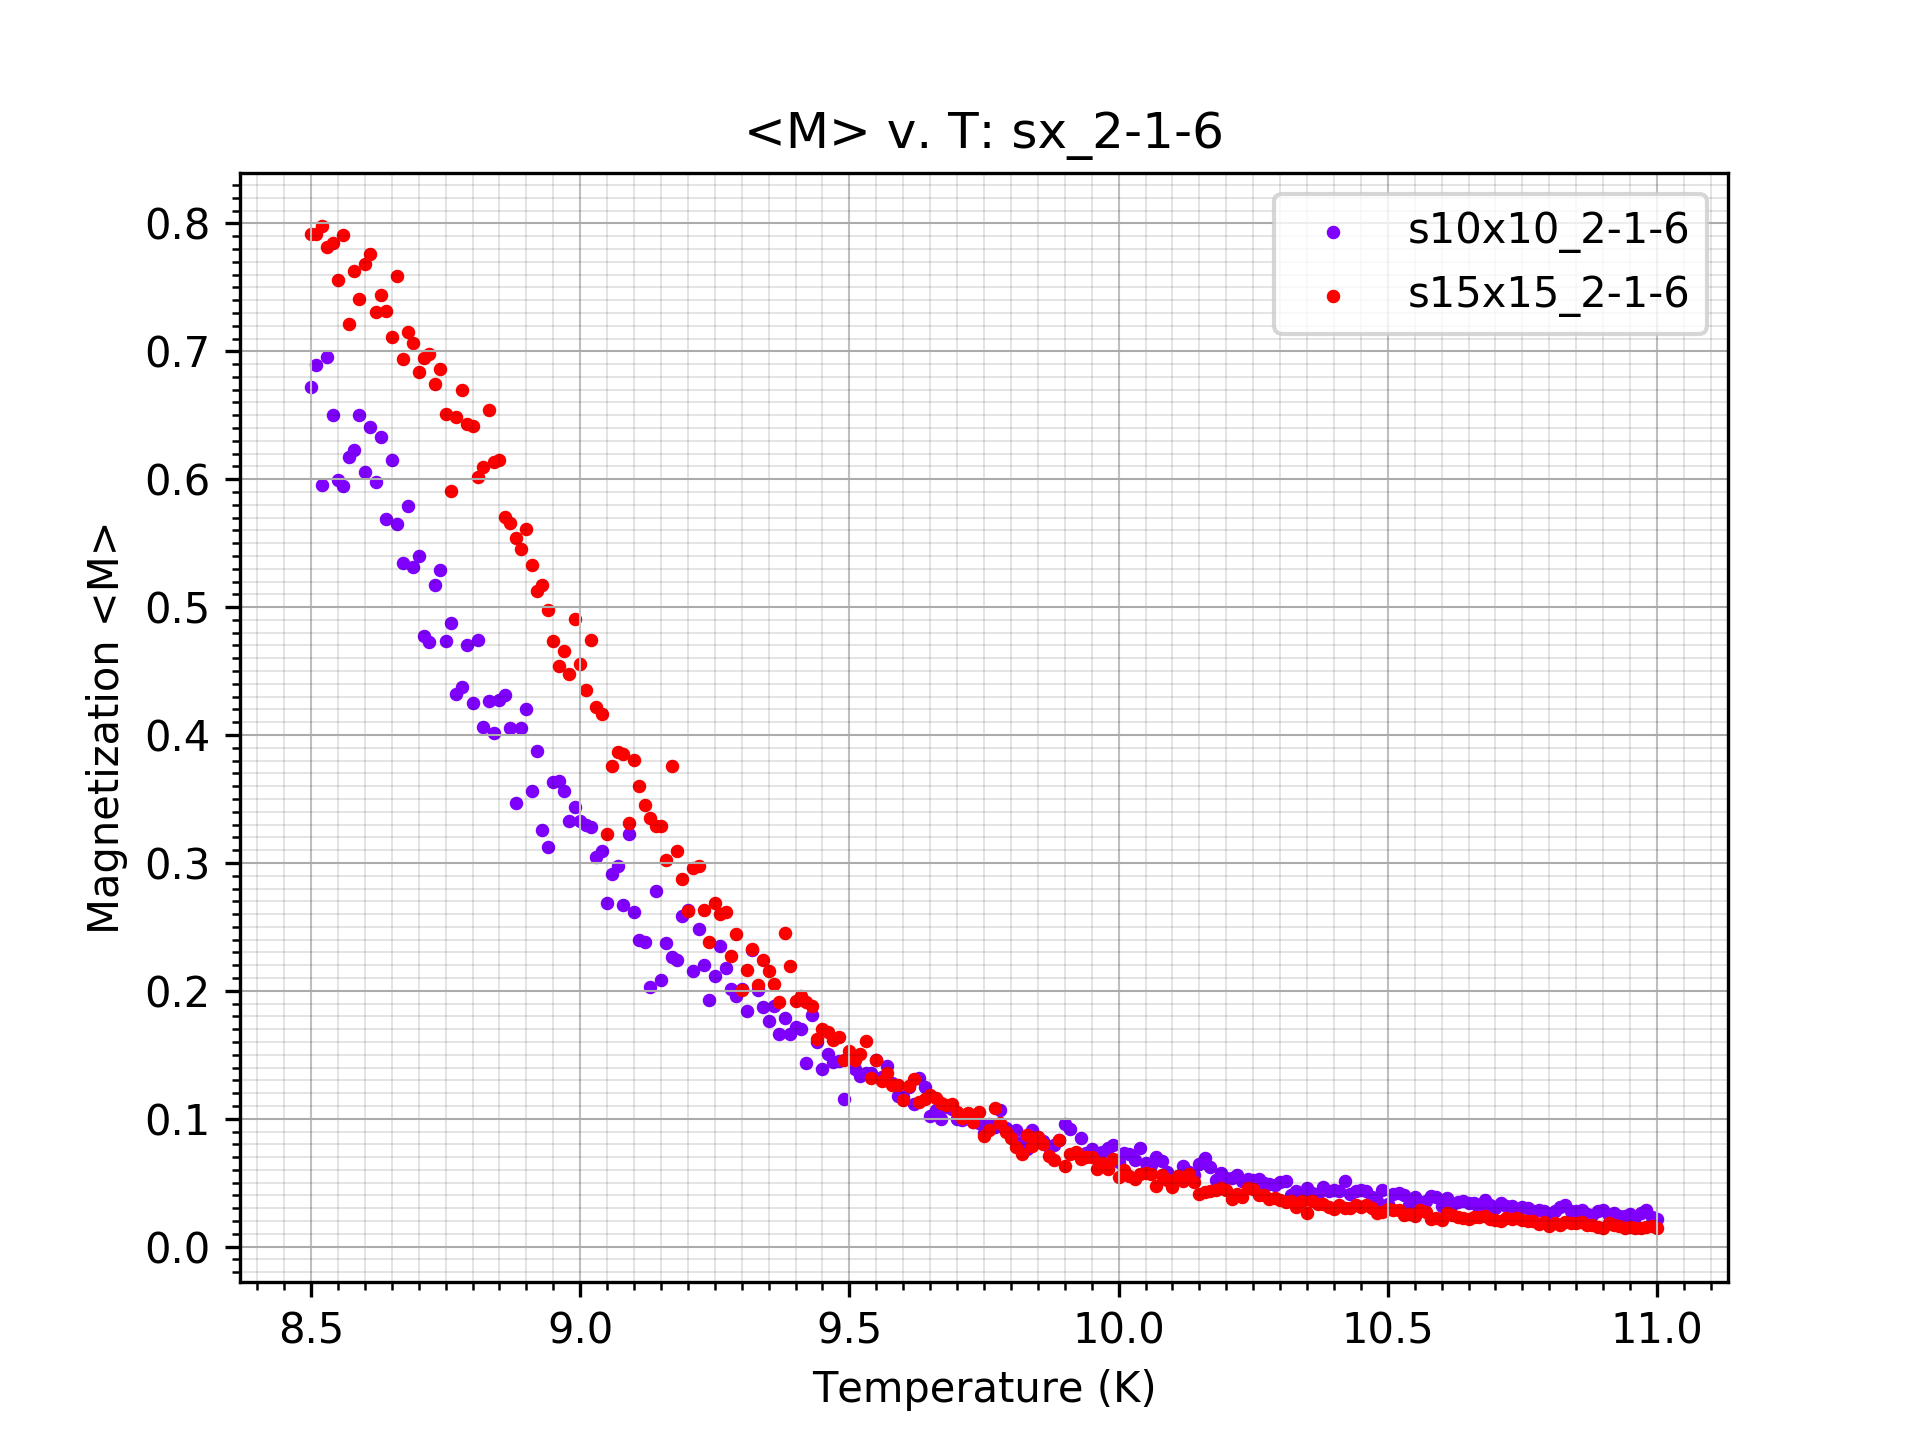 <M> v. T: sx_2-1-6
s10x10_2-1-6
s15x15_2-1-6
0.8
0.7
0.6
0.5
0.4
0.3
0.2
0.1
0.0
Magnetization <M>
8.5 9.0 9.5 10.0 10.5 11.0
Temperature (K)